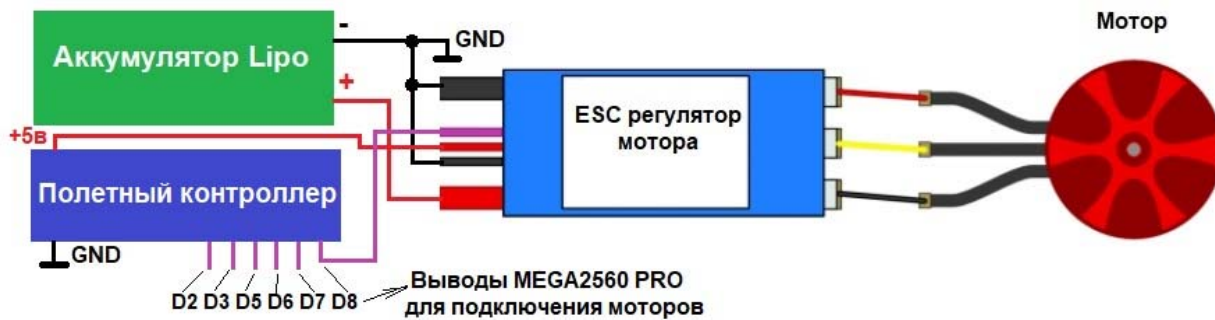 Мотор
Аккумулятор Lipo
-
GND
+
ESC регулятор
мотора
+5в
Полетный контроллер
GND
D2 D3 D5 D6 D7 D8
Выводы MEGA2560 PRO
для подключения моторов